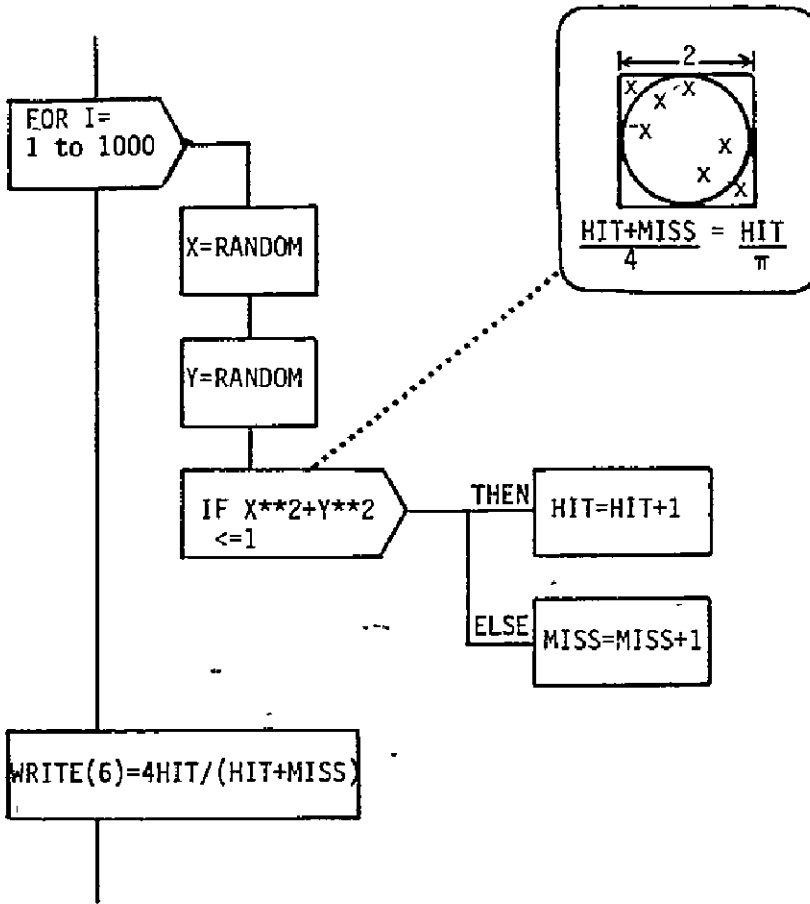 2
x x x
x
x
x
x
HIT+MISS = HIT
4 π
FOR I=
1 to 1000
X=RANDOM
Y=RANDOM
IF X**2+Y**2
<=1
THEN
HIT=HIT+1
ELSE
MISS=MISS+1
WRITE(6)=4HIT/(HIT+MISS)